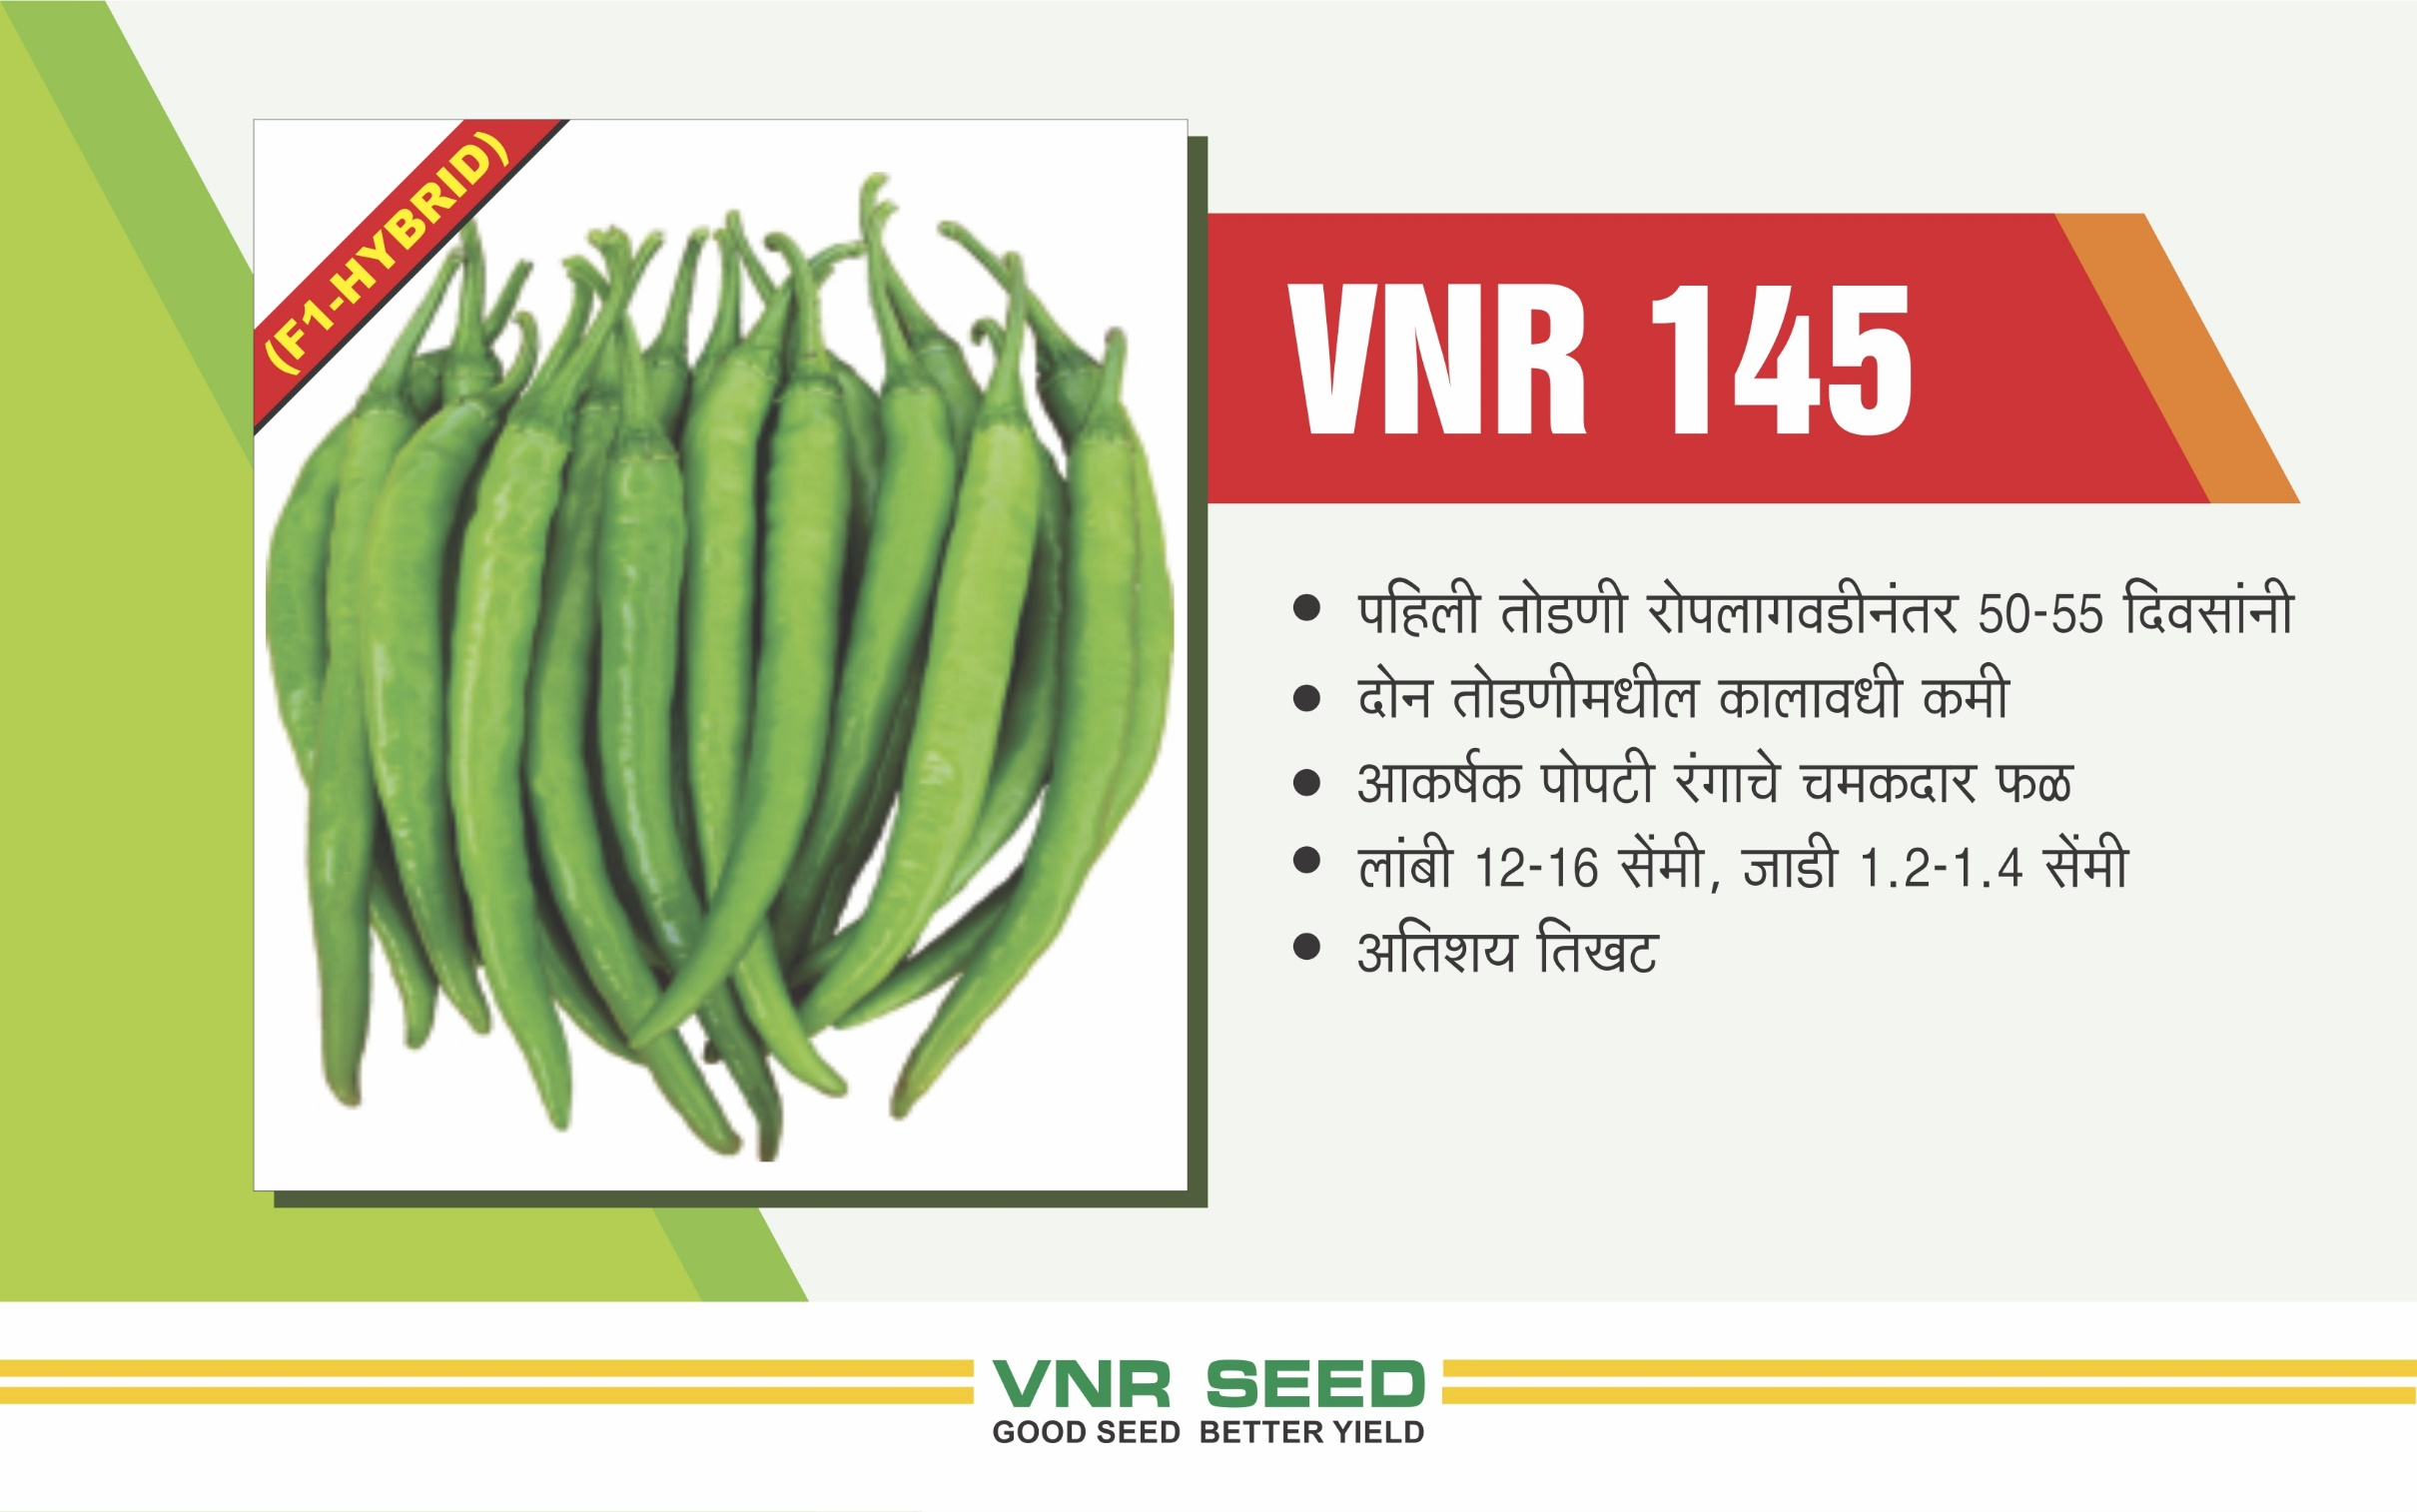 (F1-HYBRID)
VNR 145
• पहिली तोडणी रोपलागवडीनंतर 50-55 दिवसांनी
• दोन तोडणीमधील कालावधी कमी
• आकर्षक पोपटी रंगाचे चमकदार फळ
• लांबी 12-16 सेंमी, जाडी 1.2-1.4 सेंमी
• अतिशय तिखट
VNR SEED
GOOD SEED BETTER YIELD